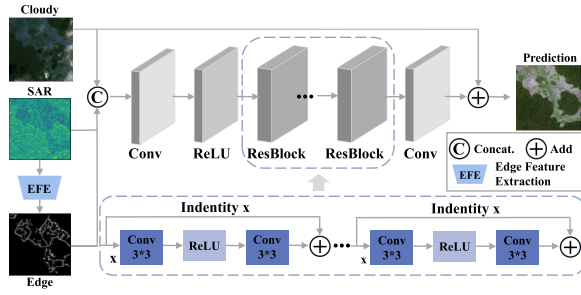 Cloudy
SAR
EFE
Edge
C
Conv
ReLU
ResBlock
ResBlock
Conv
Prediction
C Concat. Add
EFE Edge Feature
Extraction
Indentity x
x
Conv
3*3
ReLU
Conv
3*3
Indentity x
x
Conv
3*3
ReLU
Conv
3*3